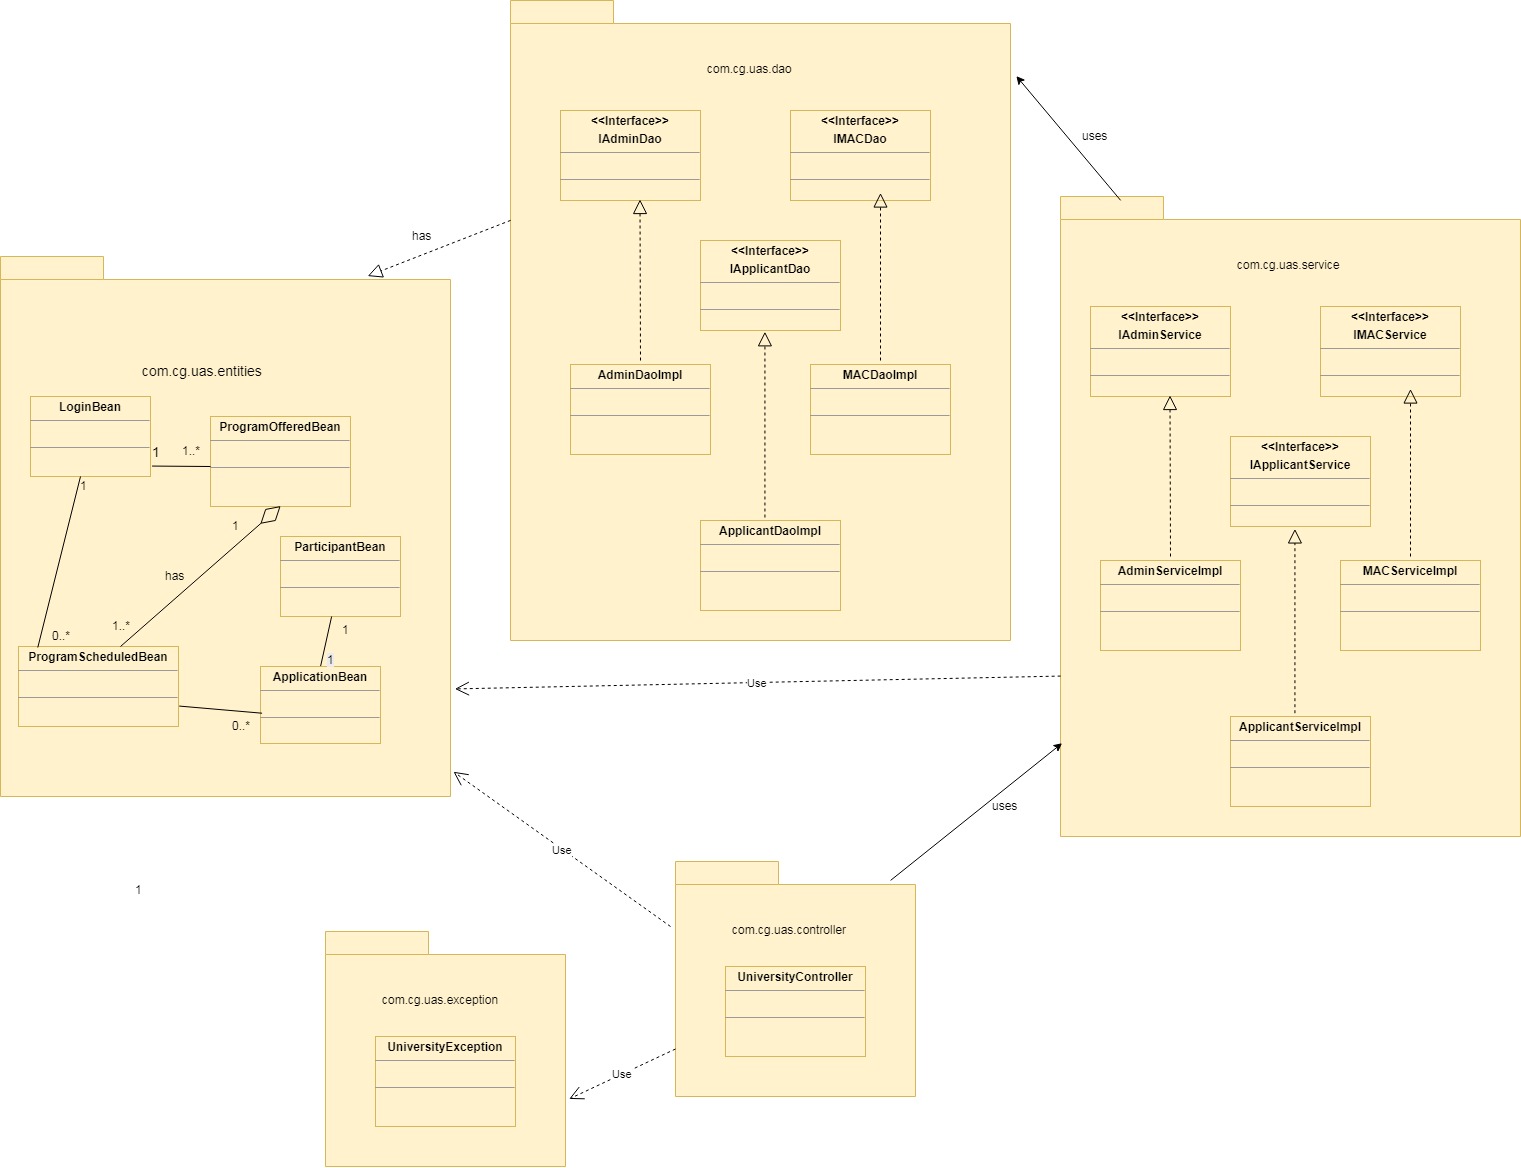 com.cg.uas.dao
<<Interface>>
IAdminDao
<<Interface>>
IMACDao
<<Interface>>
IApplicantDao
AdminDaoImpl
MACDaoImpl
ApplicantDaoImpl
uses
has
com.cg.uas.service
<<Interface>>
IAdminService
<<Interface>>
IMACService
<<Interface>>
IApplicantService
AdminServiceImpl
MACServiceImpl
ApplicantServiceImpl
com.cg.uas.entities
LoginBean
ProgramOfferedBean
1
1..*
1
1
ParticipantBean
has
1..*
0..*
1
1
ProgramScheduledBean
ApplicationBean
0..*
Use
uses
Use
1
com.cg.uas.controller
UniversityController
com.cg.uas.exception
UniversityException
Use